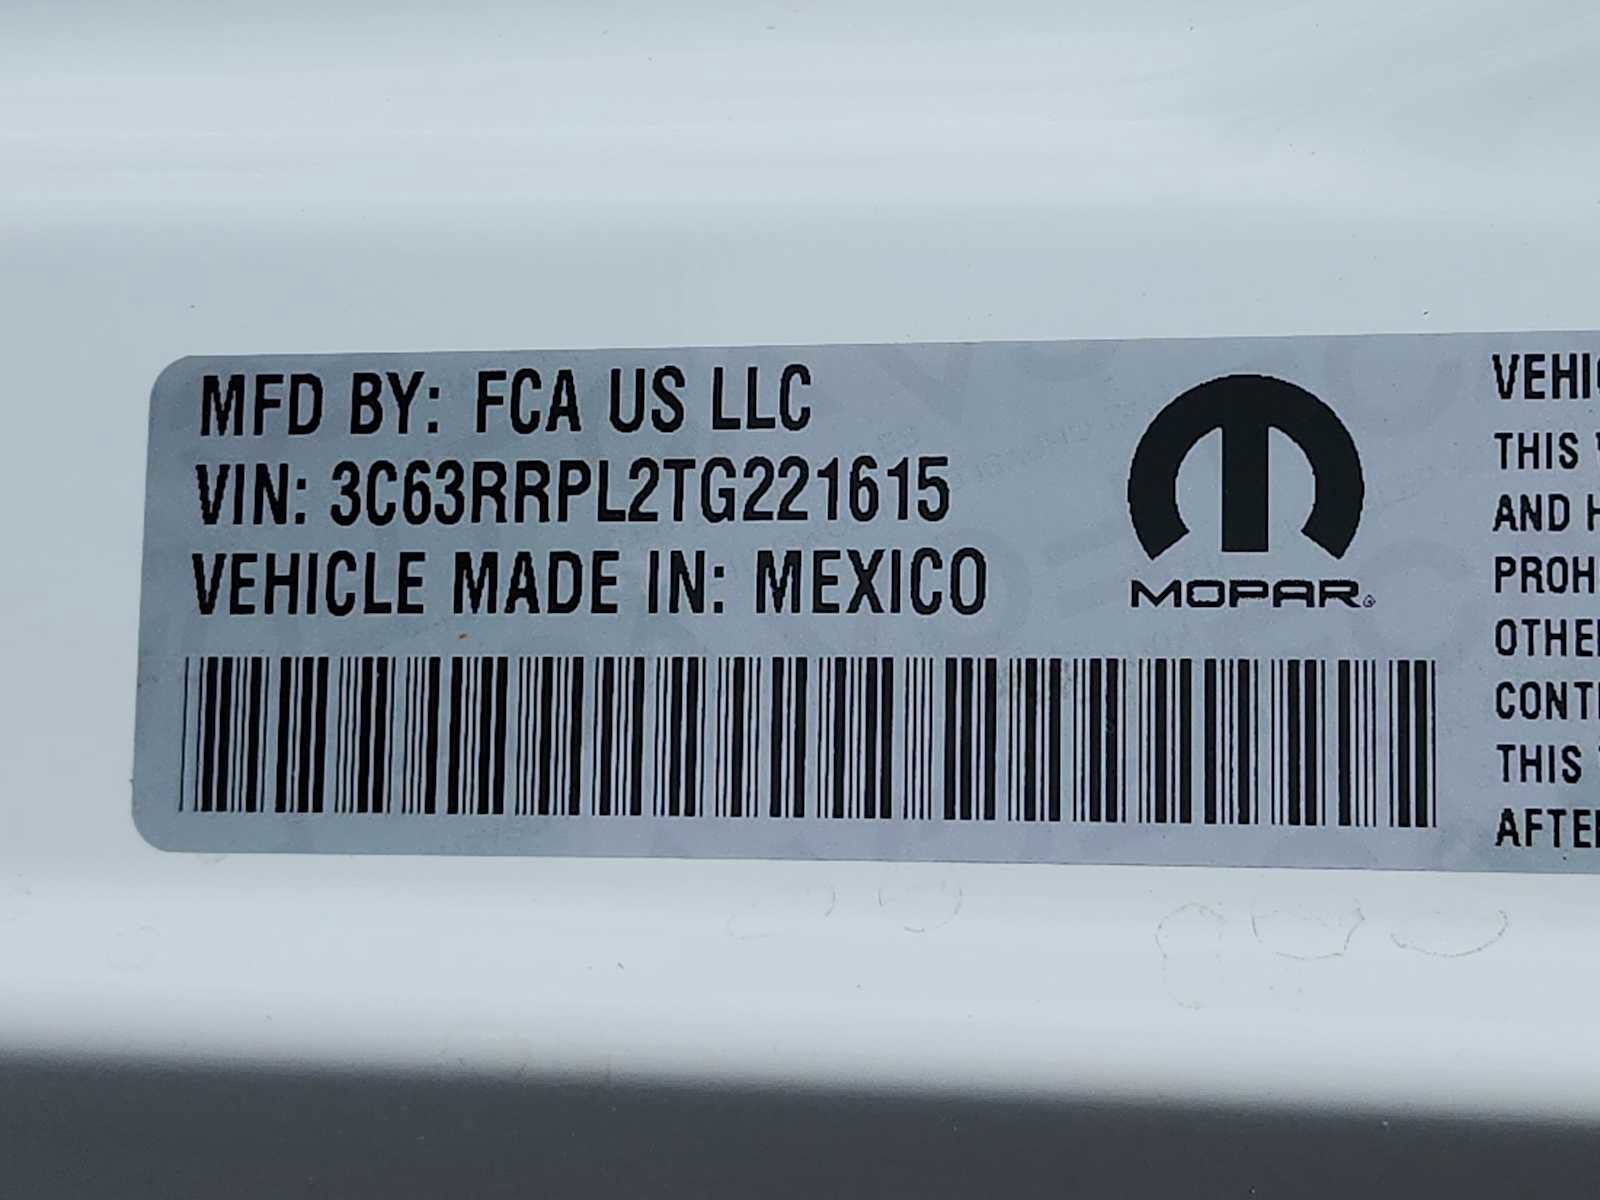 MFD BY: FCA US LLC
VIN: 3C63RRPL2TG221615
VEHICLE MADE IN: MEXICO
MOPAR
VEHIC
THIS V
AND H
PROH
OTHE
CONT
THIS
AFTE